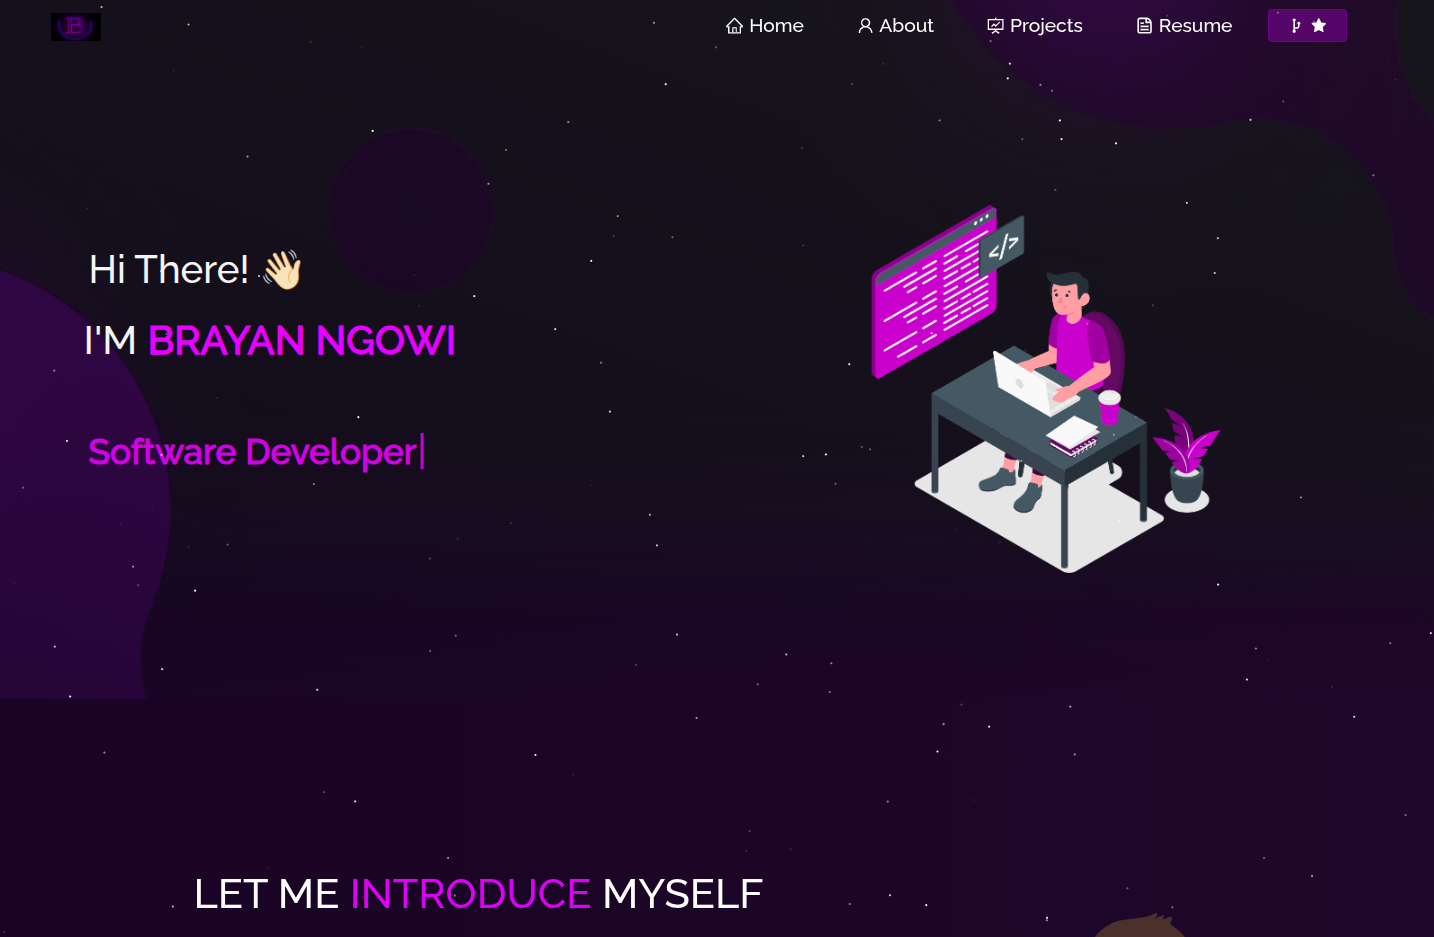 B
Home
About
Projects
Resume
Hi There! 👋🏻
I'M BRAYAN NGOWI
Software Developer|
</>
LET ME INTRODUCE MYSELF